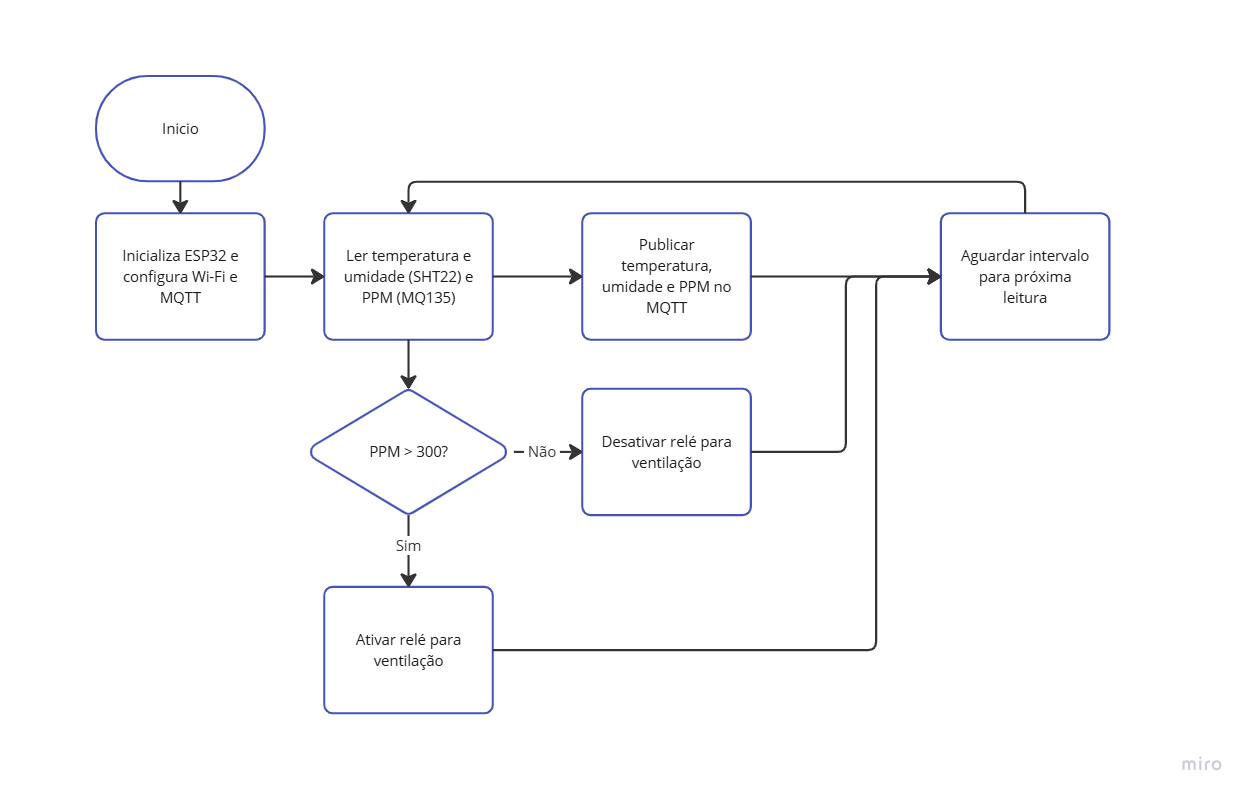 Inicio
Inicializa ESP32 e
configura Wi-Fi e
MQTT
Ler temperatura e
umidade (SHT22) e
PPM (MQ135)
Publicar
temperatura,
umidade e PPM no
MQTT
Aguardar intervalo
para próxima
leitura
PPM > 300?
Não
Desativar relé para
ventilação
Sim
Ativar relé para
ventilação
miro